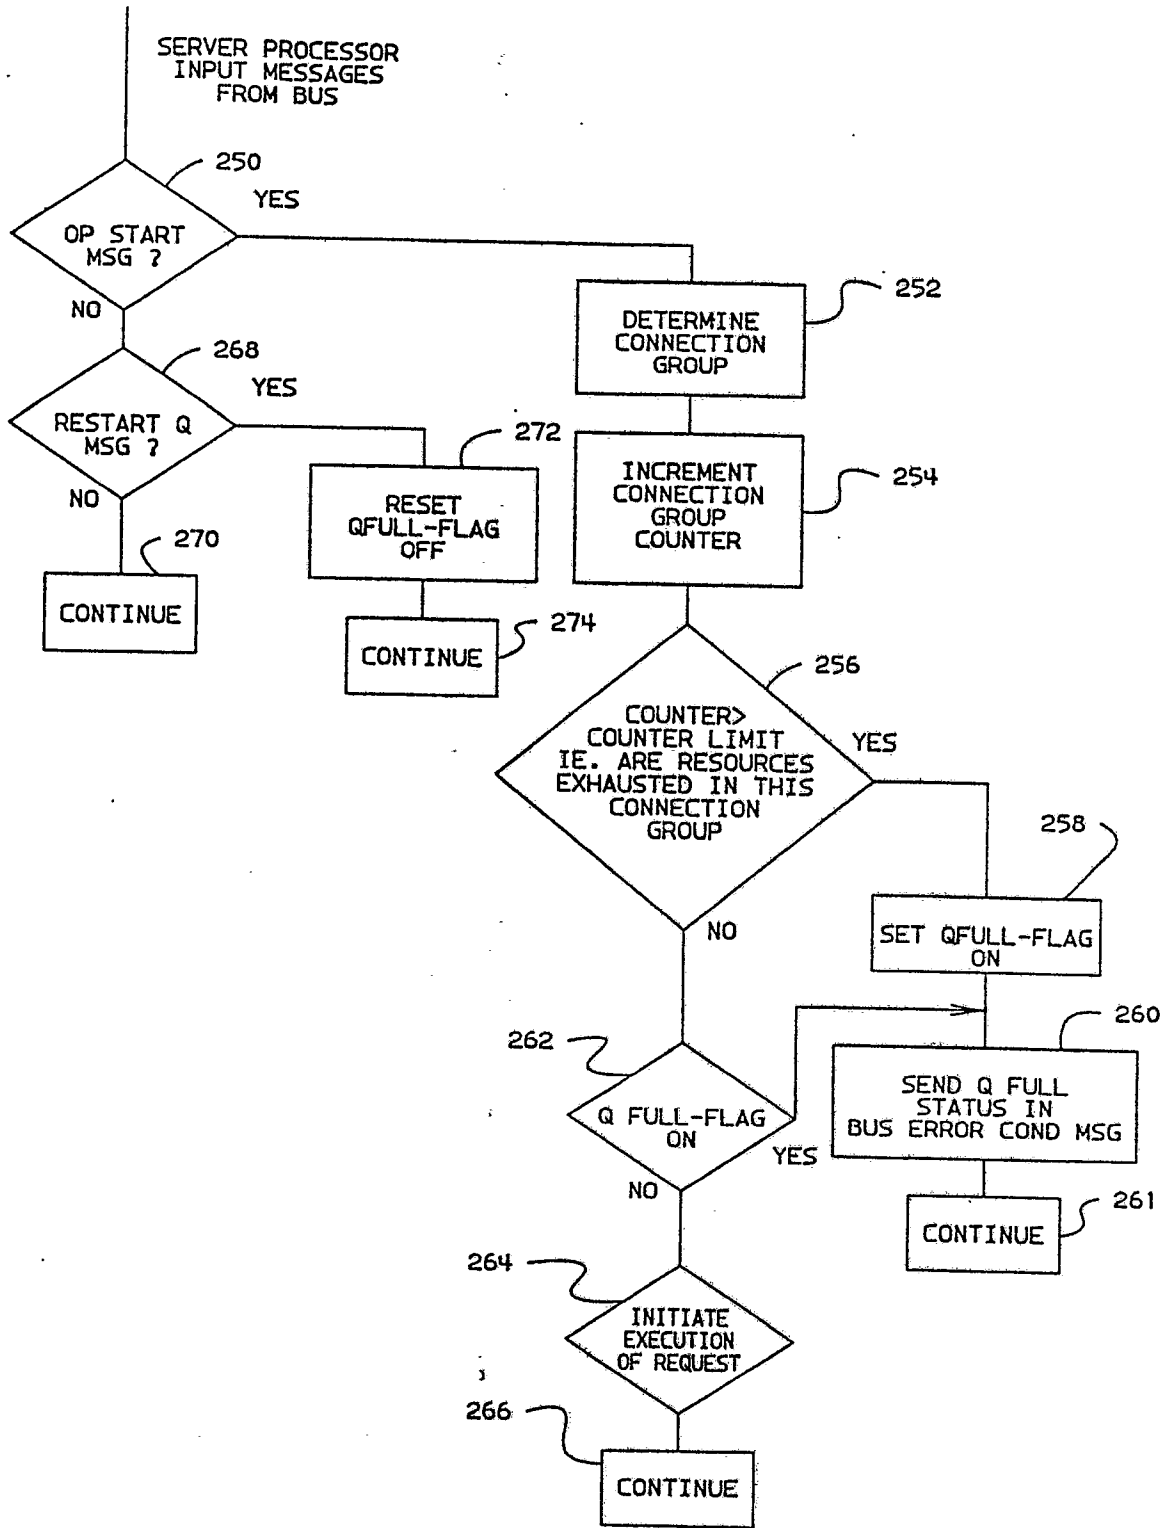 SERVER PROCESSOR
INPUT MESSAGES
FROM BUS
250
YES
OP START
MSG ?
NO
252
DETERMINE
CONNECTION
GROUP
268
YES
RESTART Q
MSG ?
NO
272
RESET
QFULL-FLAG
OFF
254
INCREMENT
CONNECTION
GROUP
COUNTER
270
CONTINUE
274
CONTINUE
256
COUNTER>
COUNTER LIMIT
IE. ARE RESOURCES
EXHAUSTED IN THIS
CONNECTION
GROUP
YES
NO
258
SET QFULL-FLAG
ON
262
Q FULL-FLAG
ON
YES
NO
260
SEND Q FULL
STATUS IN
BUS ERROR COND MSG
261
CONTINUE
264
INITIATE
EXECUTION
OF REQUEST
266
CONTINUE